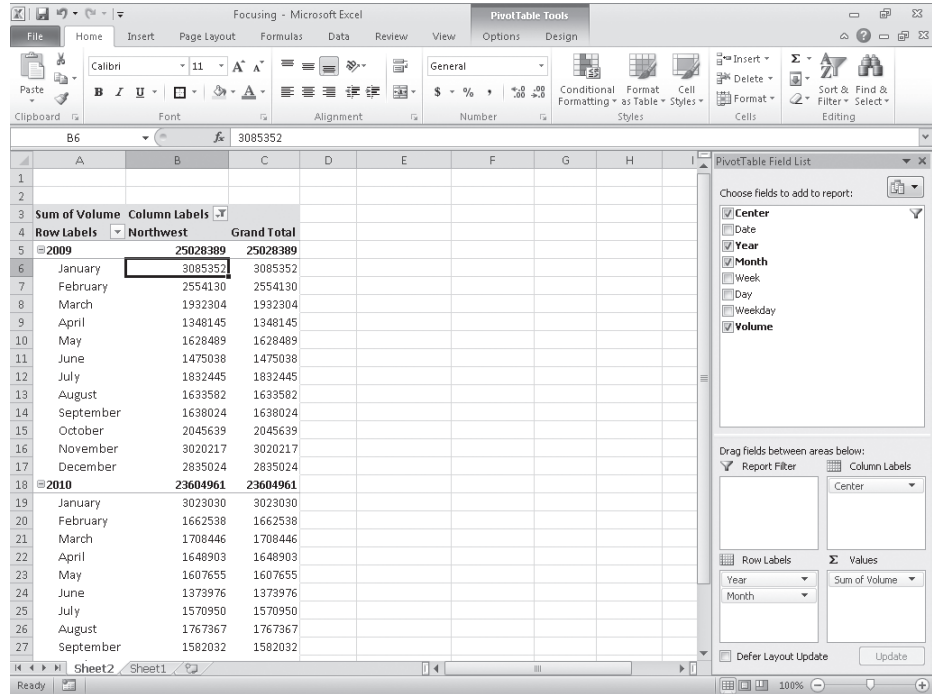 Focusing - Microsoft Excel
PivotTable Tools
File Home Insert Page Layout Formulas Data Review View Options Design
Paste
Calibri 11
General
Conditional Formatting Format as Table Cell Styles
Insert
Delete
Format
Sort & Filter Find & Select
Clipboard Font Alignment Number Styles Cells Editing
B6 fx 3085352
A B C D E F G H I
1
2
3 Sum of Volume Column Labels
4 Row Labels Northwest Grand Total
5 2009 25028389 25028389
6 January 3085352 3085352
7 February 2554130 2554130
8 March 1932304 1932304
9 April 1348145 1348145
10 May 1628489 1628489
11 June 1475038 1475038
12 July 1832445 1832445
13 August 1633582 1633582
14 September 1638024 1638024
15 October 2045639 2045639
16 November 3020217 3020217
17 December 2835024 2835024
18 2010 23604961 23604961
19 January 3023030 3023030
20 February 1662538 1662538
21 March 1708446 1708446
22 April 1648903 1648903
23 May 1607655 1607655
24 June 1373976 1373976
25 July 1570950 1570950
26 August 1767367 1767367
27 September 1582032 1582032
Sheet2 Sheet1
Ready 100%
PivotTable Field List
Choose fields to add to report:
Center
Date
Year
Month
Week
Day
Weekday
Volume
Drag fields between areas below:
Report Filter Column Labels
Center
Row Labels Σ Values
Year Sum of Volume
Month
Defer Layout Update Update